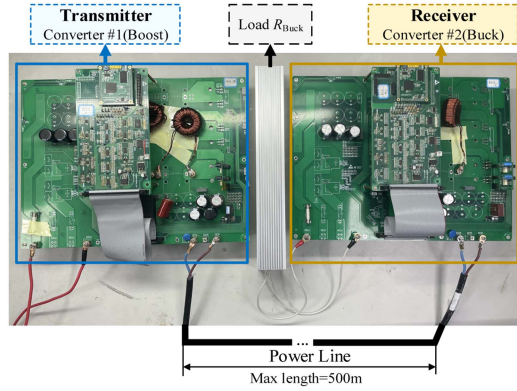 Transmitter
Converter #1(Boost)
Load R_Buck
Receiver
Converter #2(Buck)
...
Power Line
Max length=500m